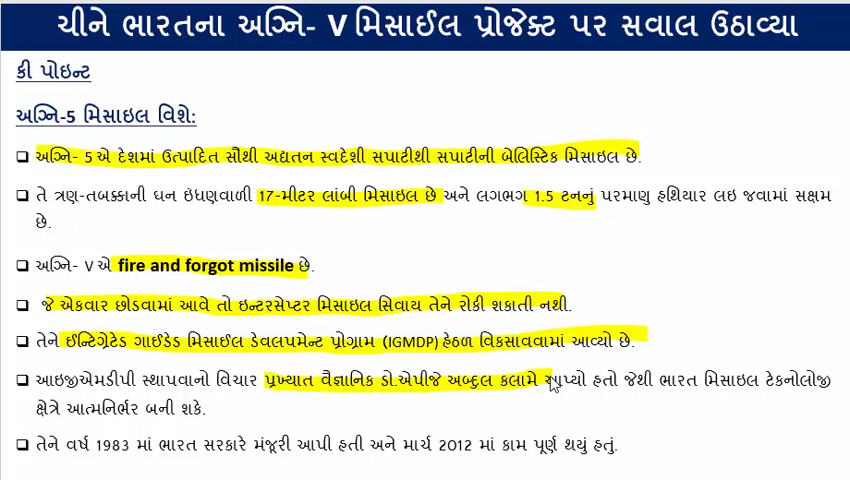 ચીને ભારતના અગ્નિ- V મિસાઈલ પ્રોજેક્ટ પર સવાલ ઉઠાવ્યા
કી પોઇન્ટ
અગ્નિ-5 મિસાઇલ વિશે:
❑ અગ્નિ- 5 એ દેશમાં ઉત્પાદિત સૌથી અદ્યતન સ્વદેશી સપાટીથી સપાટીની બેલિસ્ટિક મિસાઇલ છે.
❑ તે ત્રણ-તબક્કાની ઘન ઇંધણવાળી 17-મીટર લાંબી મિસાઇલ છે અને લગભગ 1.5 ટનનું પરમાણુ હથિયાર લઇ જવામાં સક્ષમ
છે.
❑ અગ્નિ- V એ fire and forgot missile છે.
❑ જે એકવાર છોડવામાં આવે તો ઇન્ટરસેપ્ટર મિસાઇલ સિવાય તેને રોકી શકાતી નથી.
❑ તેને ઈન્ટિગ્રેટેડ ગાઈડેડ મિસાઈલ ડેવલપમેન્ટ પ્રોગ્રામ (IGMDP) હેઠળ વિકસાવવામાં આવ્યો છે.
❑ આઇજીએમડીપી સ્થાપવાનો વિચાર પ્રખ્યાત વૈજ્ઞાનિક ડો.એપીજે અબ્દુલ કલામે આપ્યો હતો જેથી ભારત મિસાઇલ ટેકનોલોજી
ક્ષેત્રે આત્મનિર્ભર બની શકે.
❑ તેને વર્ષ 1983 માં ભારત સરકારે મંજૂરી આપી હતી અને માર્ચ 2012 માં કામ પૂર્ણ થયું હતું.